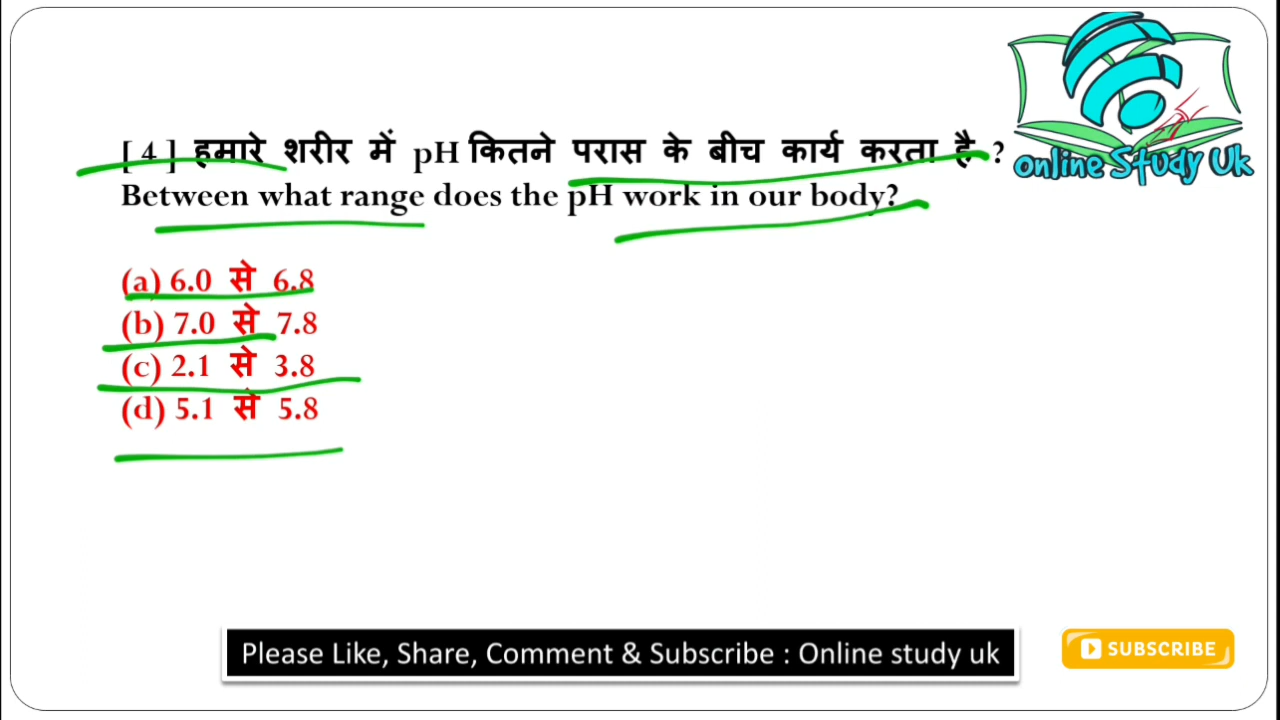 [ 4 ] हमारे शरीर में pH कितने परास के बीच कार्य करता है ?
Between what range does the pH work in our body?
(a) 6.0 से 6.8
(b) 7.0 से 7.8
(c) 2.1 से 3.8
(d) 5.1 से 5.8
Online Study Uk
Please Like, Share, Comment & Subscribe : Online study uk
SUBSCRIBE